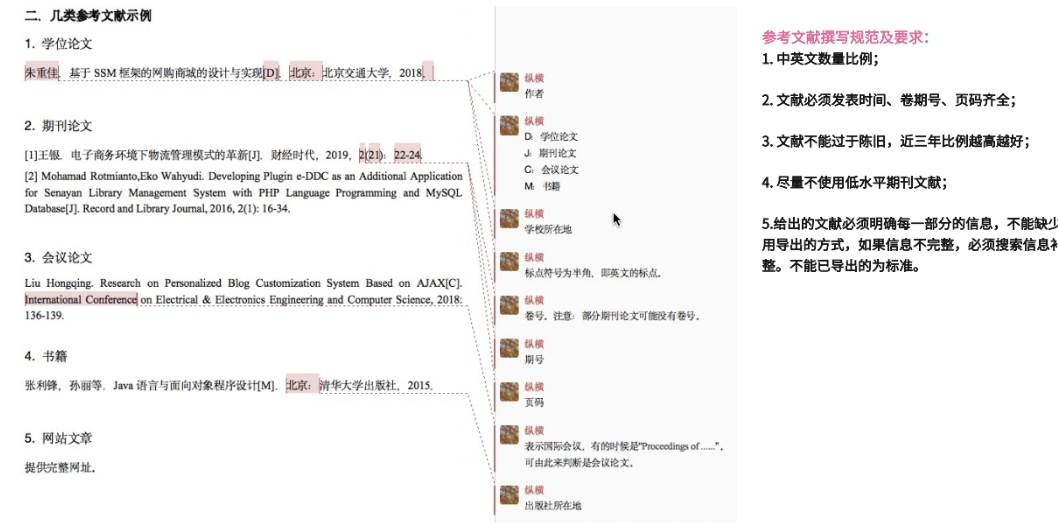 二、几类参考文献示例
1. 学位论文
朱重佳. 基于 SSM 框架的网购商城的设计与实现[D]. 北京: 北京交通大学, 2018.
2. 期刊论文
[1]王银. 电子商务环境下物流管理模式的革新[J]. 财经时代, 2019, 2(21): 22-24.
[2] Mohamad Rotmianto,Eko Wahyudi. Developing Plugin e-DDC as an Additional Application
for Senayan Library Management System with PHP Language Programming and MySQL
Database[J]. Record and Library Journal, 2016, 2(1): 16-34.
3. 会议论文
Liu Hongqing. Research on Personalized Blog Customization System Based on AJAX[C].
International Conference on Electrical & Electronics Engineering and Computer Science, 2018:
136-139.
4. 书籍
张利锋, 孙丽等. Java 语言与面向对象程序设计[M]. 北京: 清华大学出版社, 2015.
5. 网站文章
提供完整网址。
纵横
作者
纵横
D: 学位论文
J: 期刊论文
C: 会议论文
M: 书籍
纵横
学校所在地
纵横
标点符号为半角，即英文的标点。
纵横
卷号。注意：部分期刊论文可能没有卷号。
纵横
期号
纵横
页码
纵横
表示国际会议，有的时候是"Proceedings of ......"，
可由此来判断是会议论文。
纵横
出版社所在地
参考文献撰写规范及要求：
1. 中英文数量比例；
2. 文献必须发表时间、卷期号、页码齐全；
3. 文献不能过于陈旧，近三年比例越高越好；
4. 尽量不使用低水平期刊文献；
5.给出的文献必须明确每一部分的信息，不能缺少
用导出的方式，如果信息不完整，必须搜索信息补
整。不能已导出的为标准。